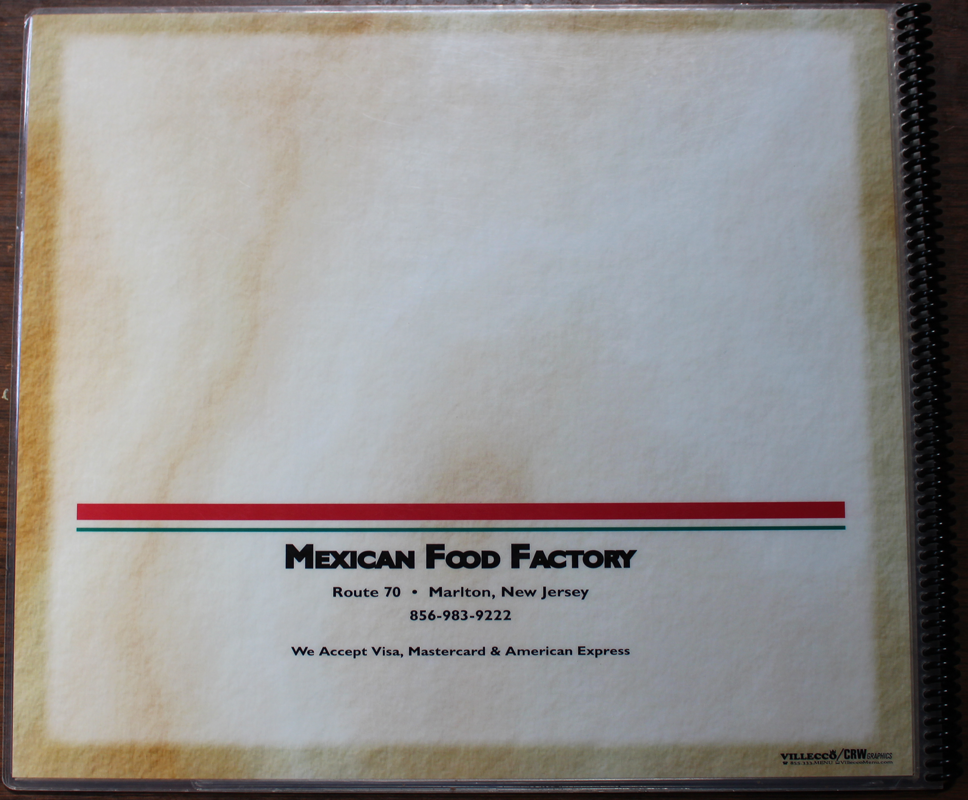 MEXICAN FOOD FACTORY
Route 70 • Marlton, New Jersey
856-983-9222
We Accept Visa, Mastercard & American Express
VILLECCO/CRW GRAPHICS